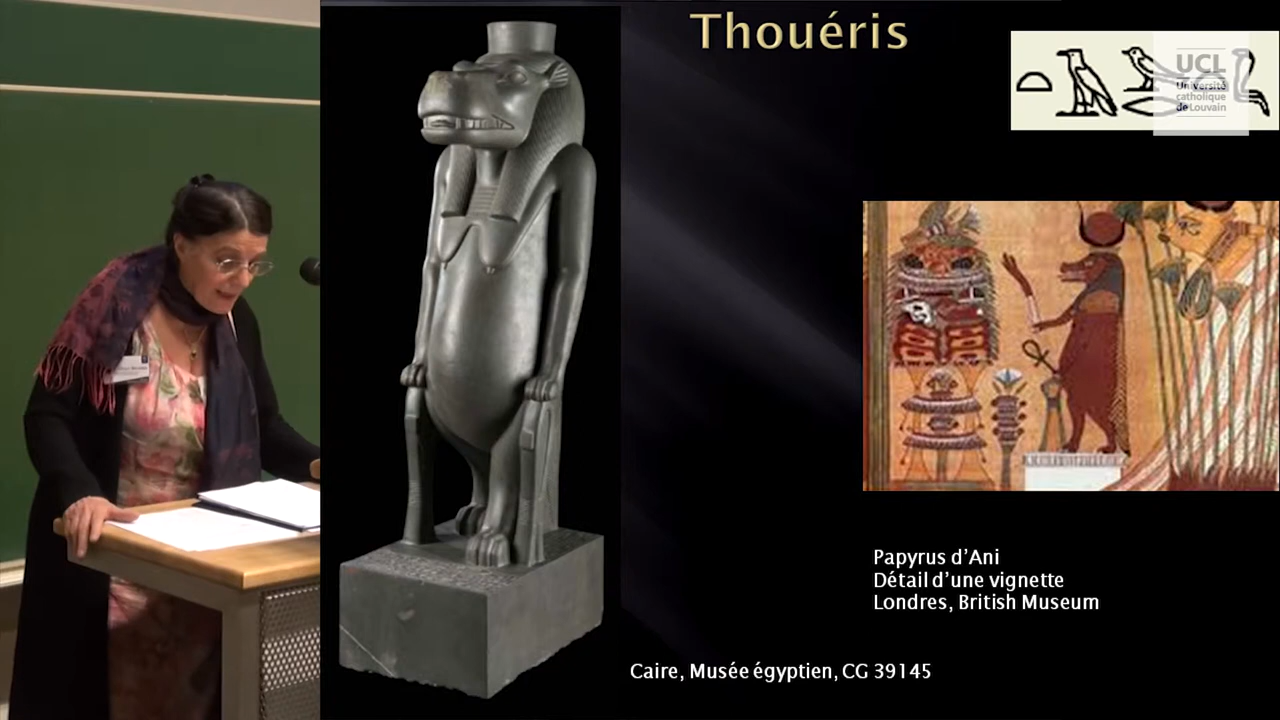 Thouéris
UCL
Université
catholique
de Louvain
Papyrus d’Ani
Détail d’une vignette
Londres, British Museum
Caire, Musée égyptien, CG 39145